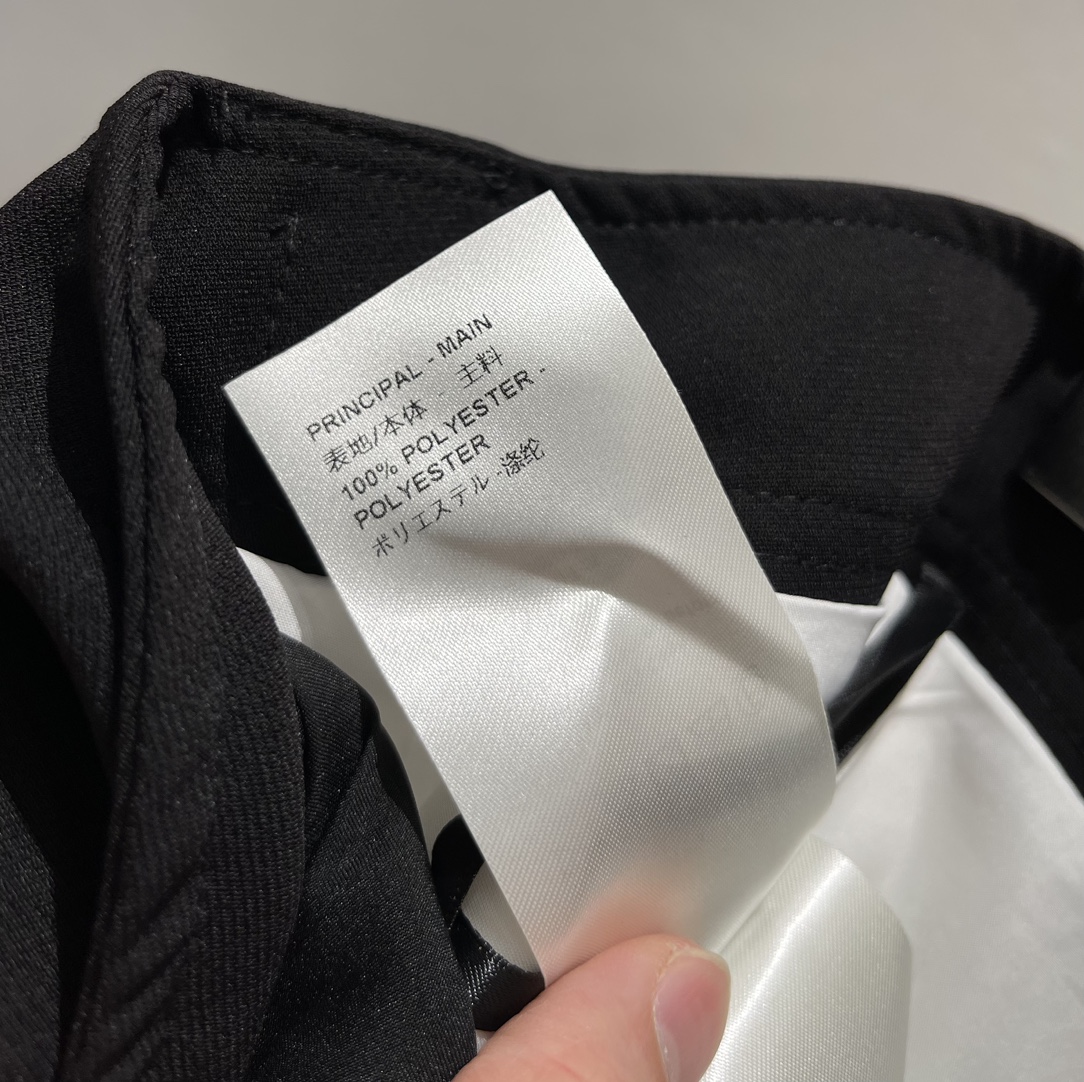 PRINCIPAL - MAIN
表地/本体 - 主料
100% POLYESTER -
POLYESTER
ポリエステル - 涤纶